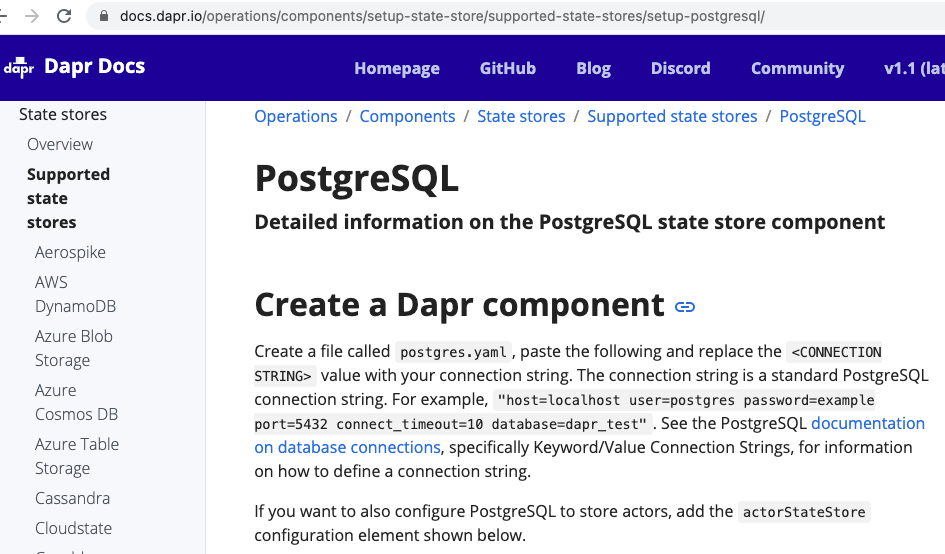 docs.dapr.io/operations/components/setup-state-store/supported-state-stores/setup-postgresql/
dapr Dapr Docs Homepage GitHub Blog Discord Community v1.1 (lat
State stores
Overview
Supported
state
stores
Aerospike
AWS
DynamoDB
Azure Blob
Storage
Azure
Cosmos DB
Azure Table
Storage
Cassandra
Cloudstate
Operations / Components / State stores / Supported state stores / PostgreSQL
PostgreSQL
Detailed information on the PostgreSQL state store component
Create a Dapr component
Create a file called postgres.yaml, paste the following and replace the <CONNECTION
STRING> value with your connection string. The connection string is a standard PostgreSQL
connection string. For example, "host=localhost user=postgres password=example
port=5432 connect_timeout=10 database=dapr_test". See the PostgreSQL documentation
on database connections, specifically Keyword/Value Connection Strings, for information
on how to define a connection string.
If you want to also configure PostgreSQL to store actors, add the actorStateStore
configuration element shown below.